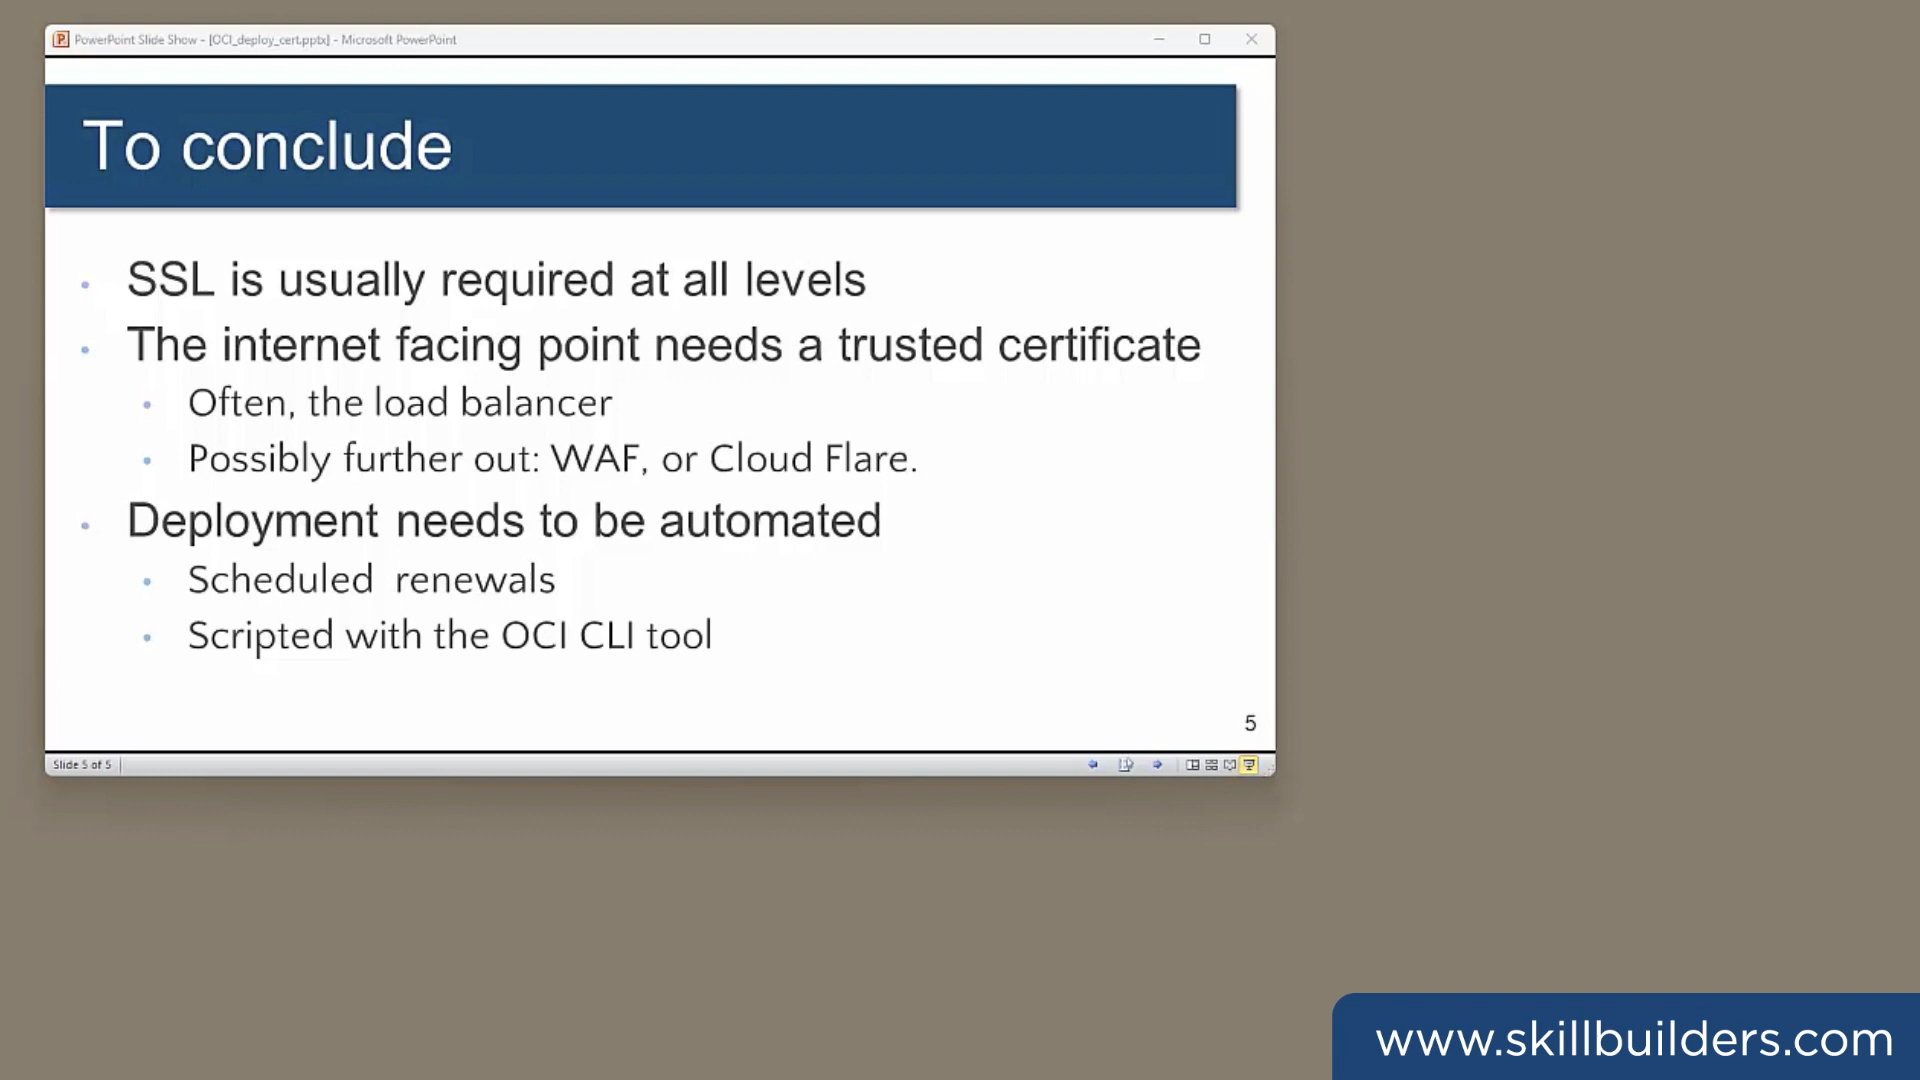 PowerPoint Slide Show - [OCI_deploy_cert.pptx] - Microsoft PowerPoint
To conclude
• SSL is usually required at all levels
• The internet facing point needs a trusted certificate
• Often, the load balancer
• Possibly further out: WAF, or Cloud Flare.
• Deployment needs to be automated
• Scheduled  renewals
• Scripted with the OCI CLI tool
5
Slide 5 of 5
www.skillbuilders.com